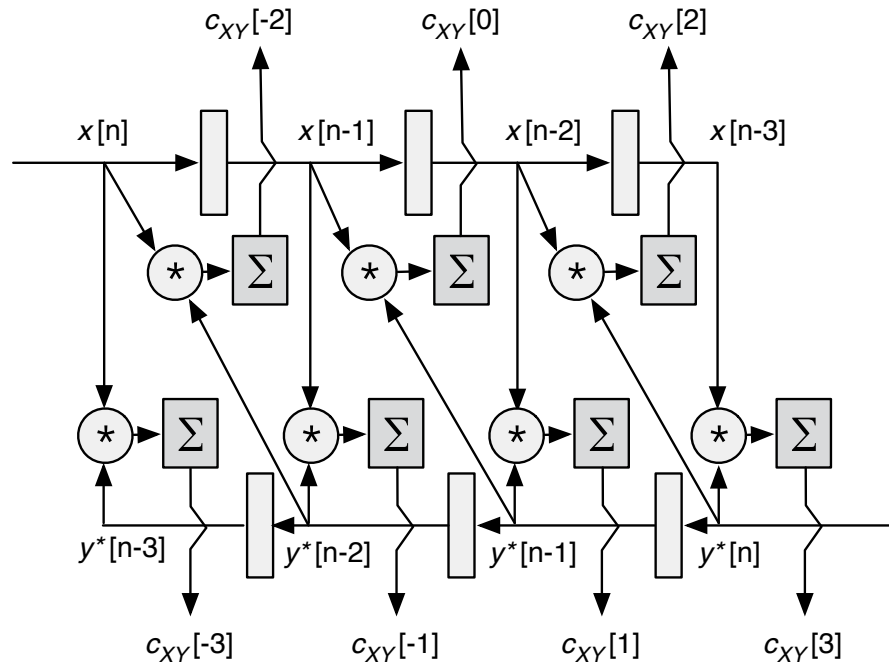 c_XY[-2] c_XY[0] c_XY[2]
x[n] x[n-1] x[n-2] x[n-3]
* Σ * Σ * Σ
* Σ * Σ * Σ * Σ
y*[n-3] y*[n-2] y*[n-1] y*[n]
c_XY[-3] c_XY[-1] c_XY[1] c_XY[3]